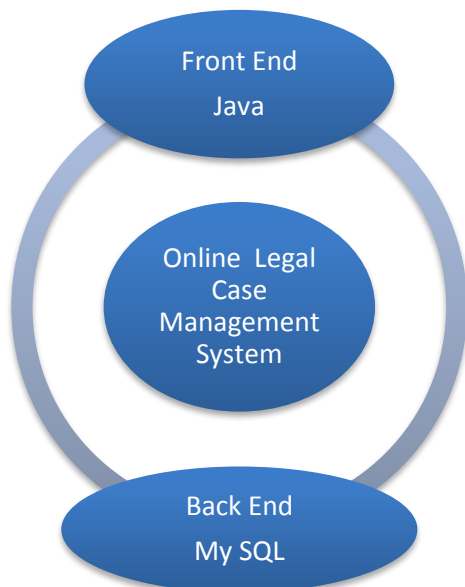 Front End
Java
Online Legal
Case
Management
System
Back End
My SQL